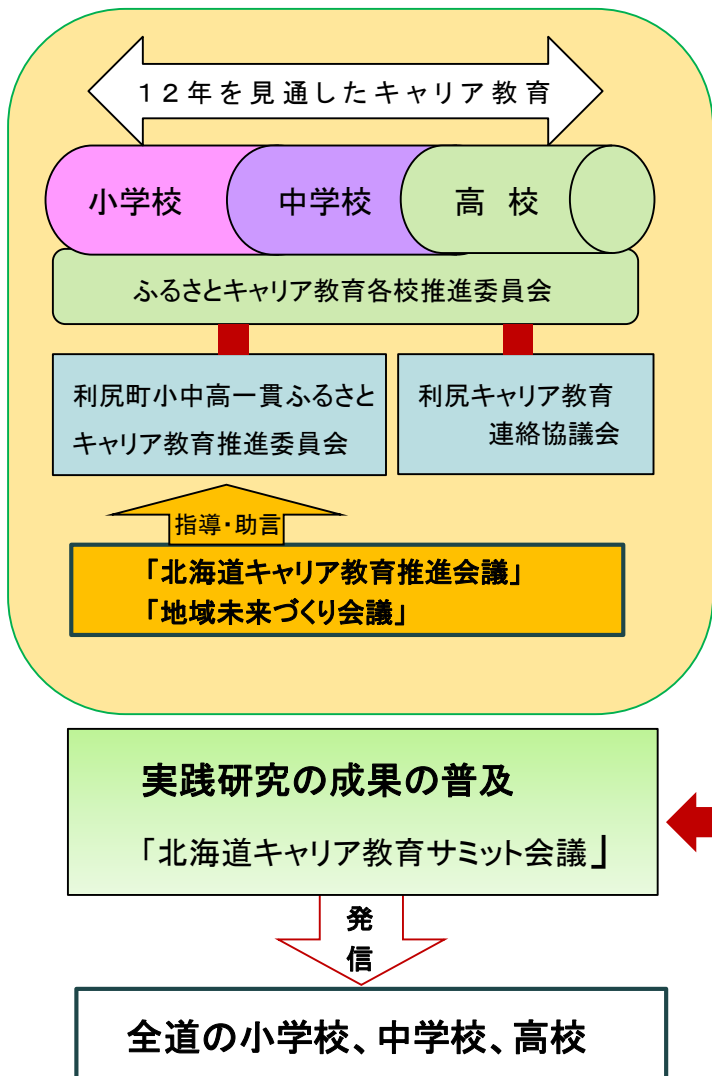 12年を見通したキャリア教育
小学校
中学校
高 校
ふるさとキャリア教育各校推進委員会
利尻町小中高一貫ふるさと
キャリア教育推進委員会
利尻キャリア教育
連絡協議会
指導・助言
「北海道キャリア教育推進会議」
「地域未来づくり会議」
実践研究の成果の普及
「北海道キャリア教育サミット会議」
発
信
全道の小学校、中学校、高校